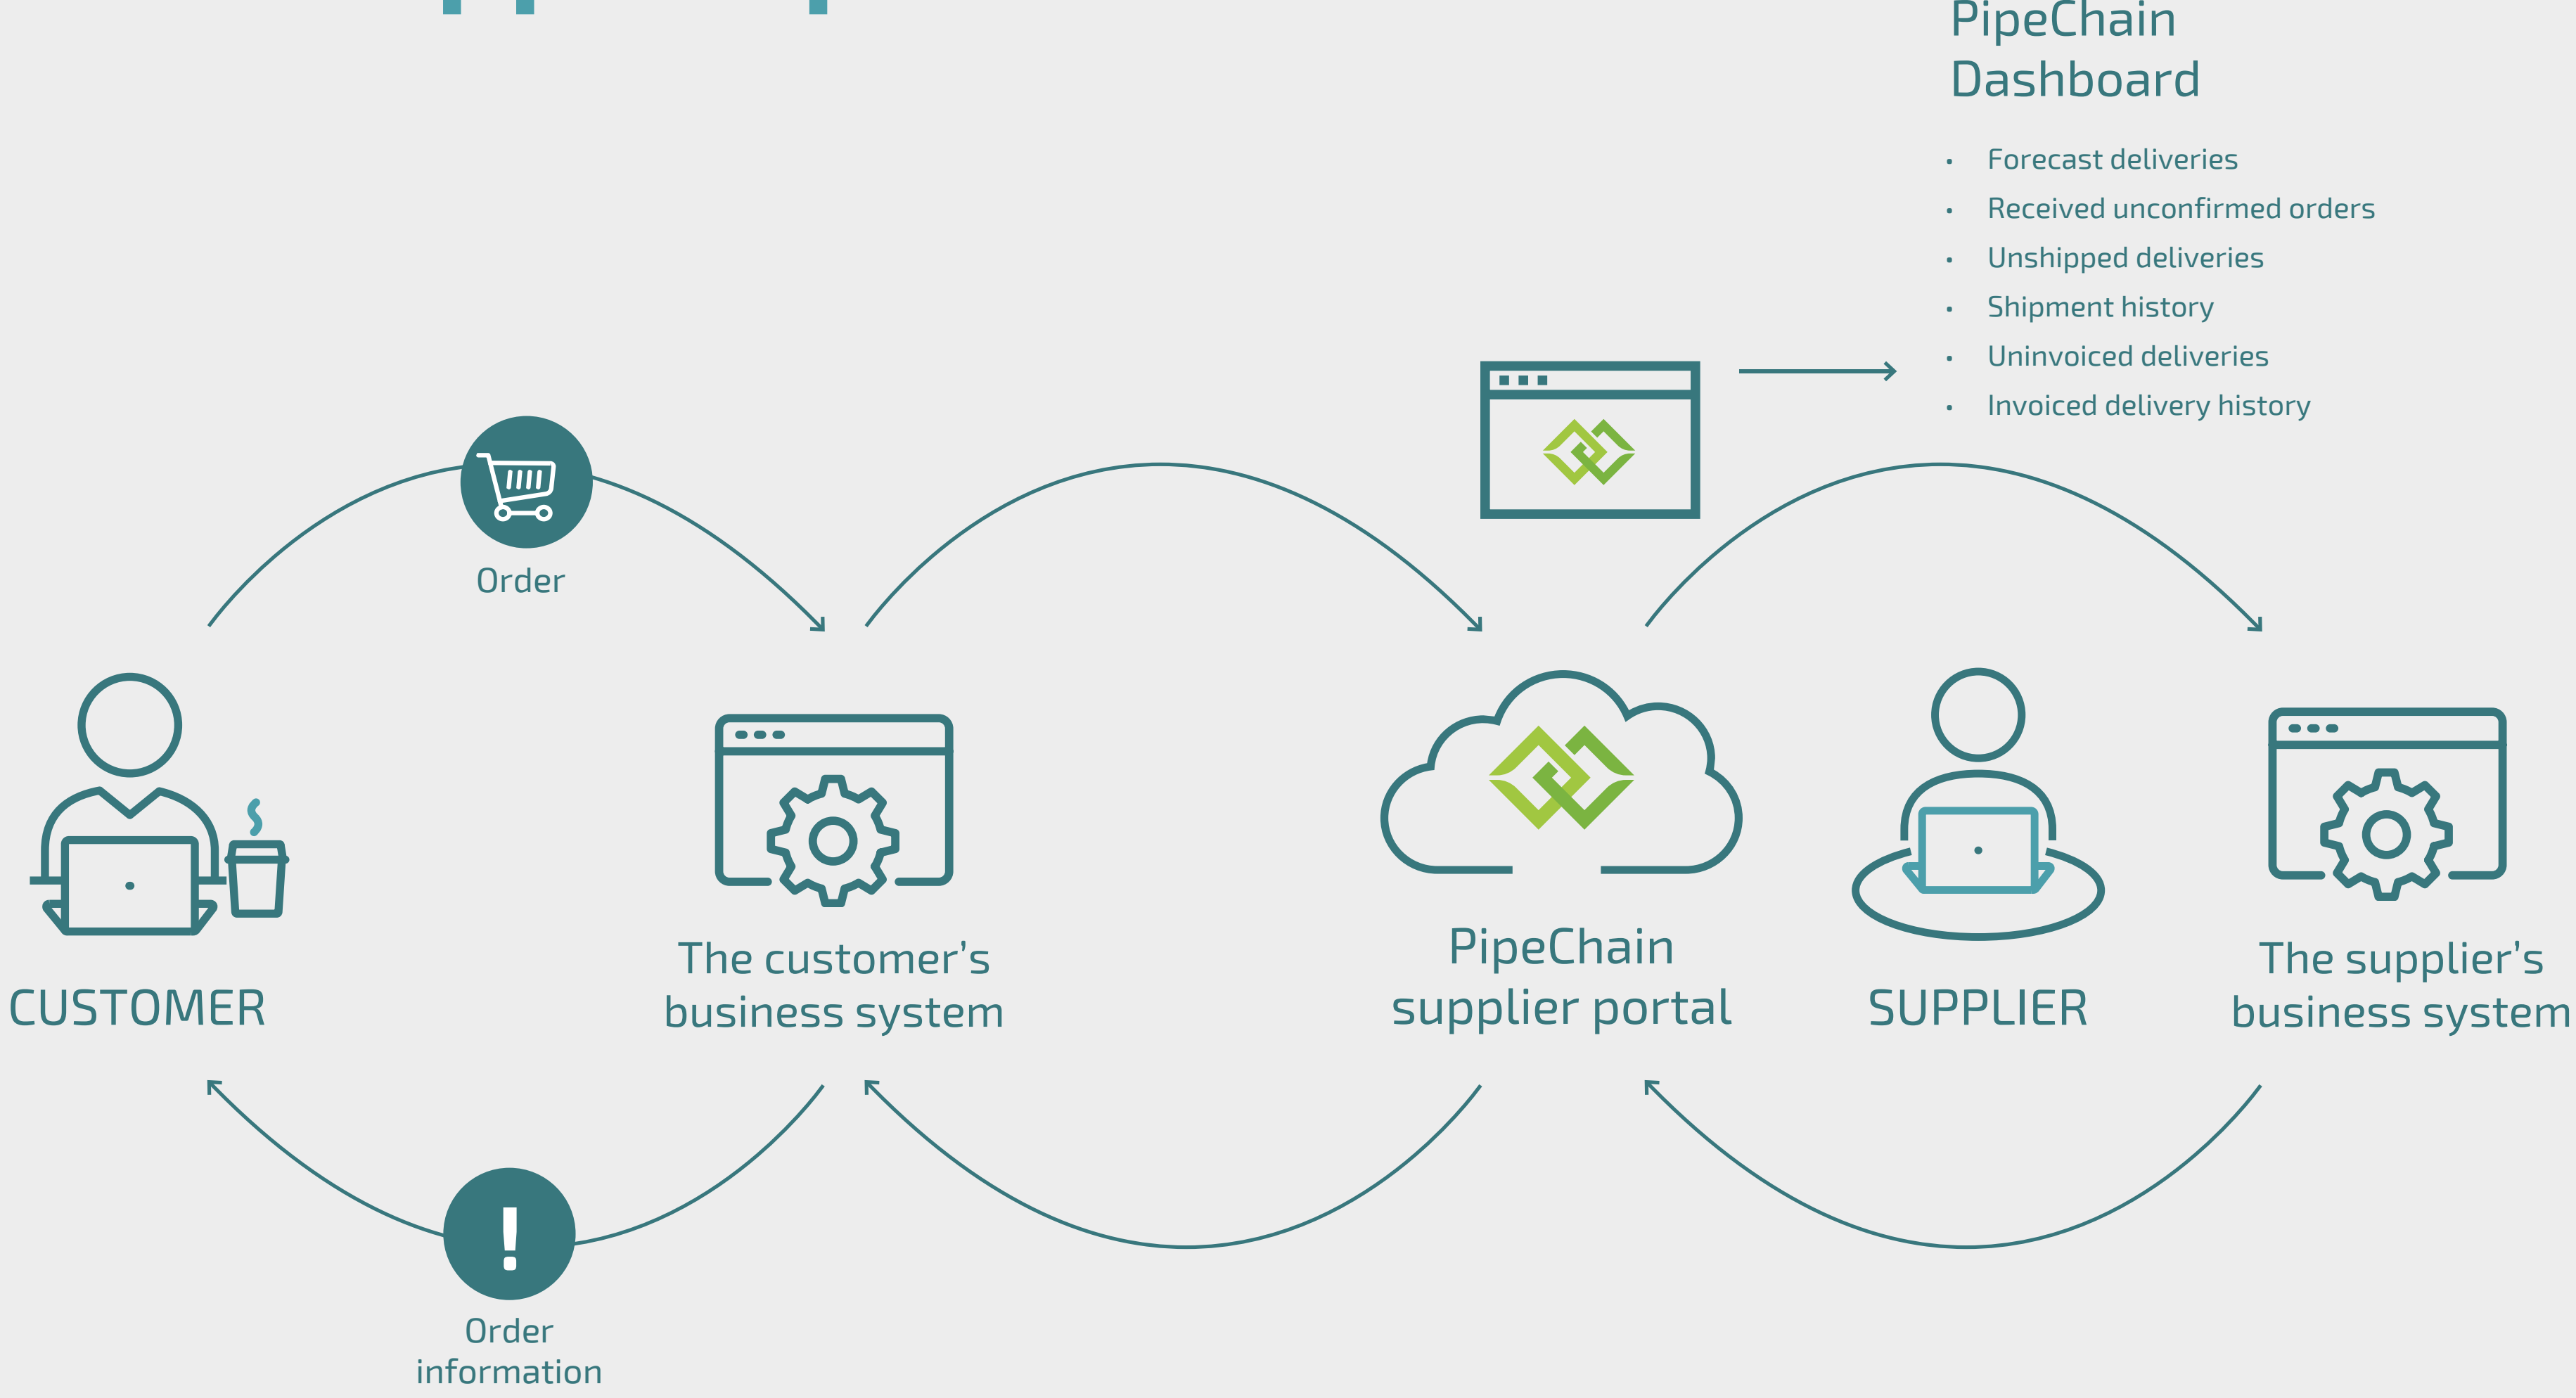 PipeChain
Dashboard
• Forecast deliveries
• Received unconfirmed orders
• Unshipped deliveries
• Shipment history
• Uninvoiced deliveries
• Invoiced delivery history
Order
CUSTOMER
The customer’s
business system
PipeChain
supplier portal
SUPPLIER
The supplier’s
business system
!
Order
information